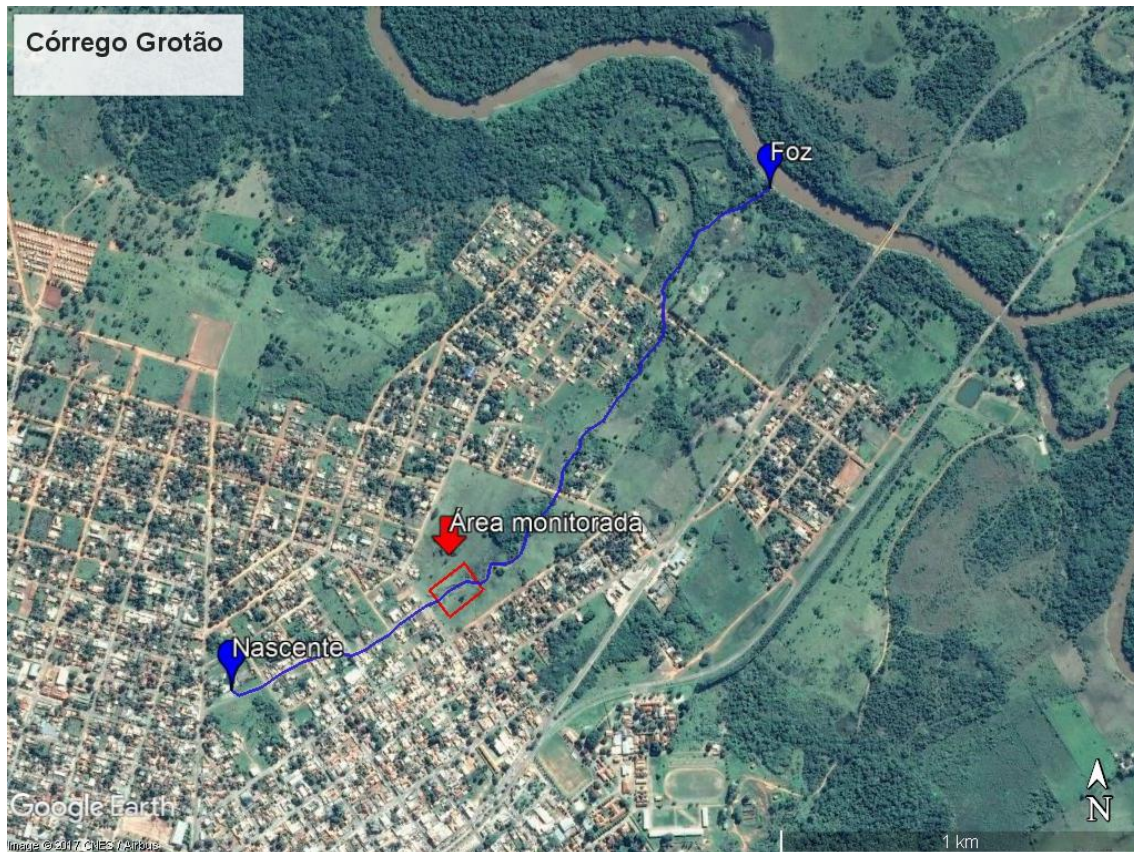 Córrego Grotão
Foz
Área monitorada
Nascente
Google Earth
Image © 2017 CNES / Airbus
N
1 km